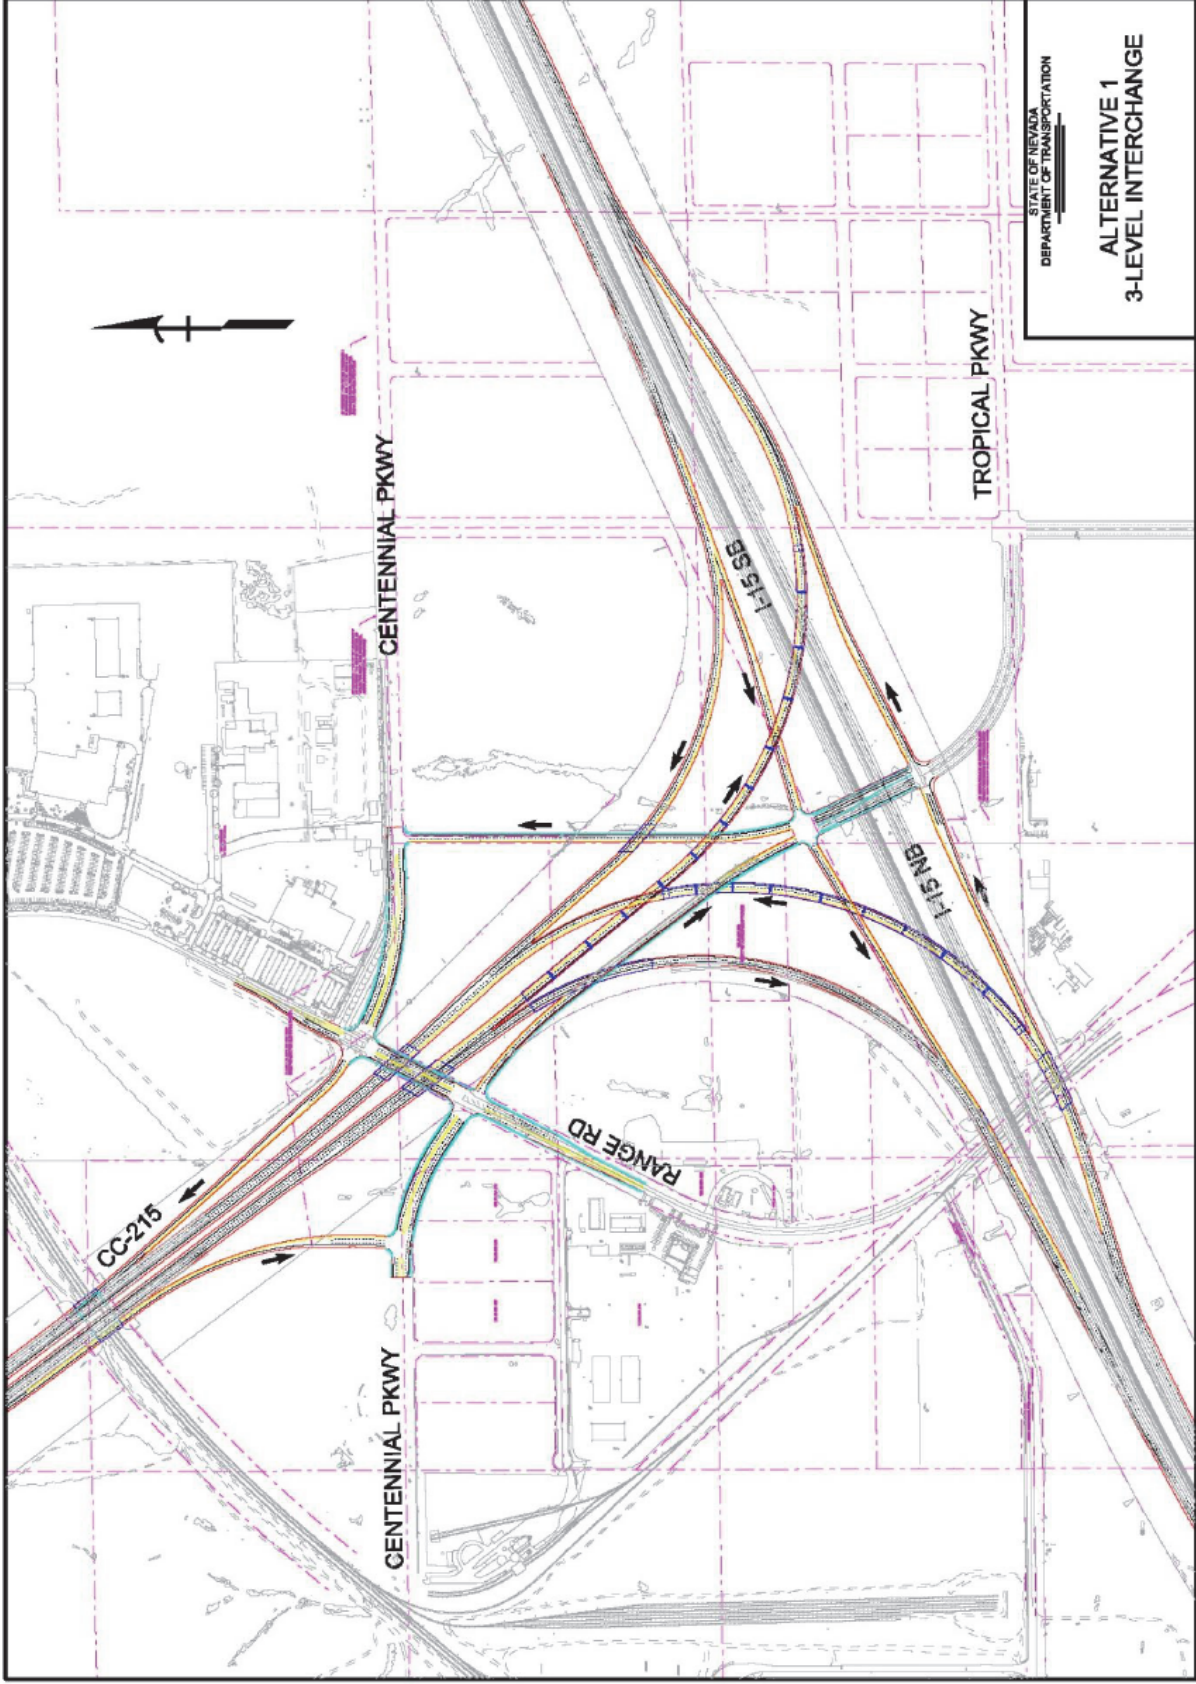 CENTENNIAL PKWY
CC-215
RANGE RD
CENTENNIAL PKWY
I-15 SB
I-15 NB
TROPICAL PKWY
STATE OF NEVADA
DEPARTMENT OF TRANSPORTATION
ALTERNATIVE 1
3-LEVEL INTERCHANGE